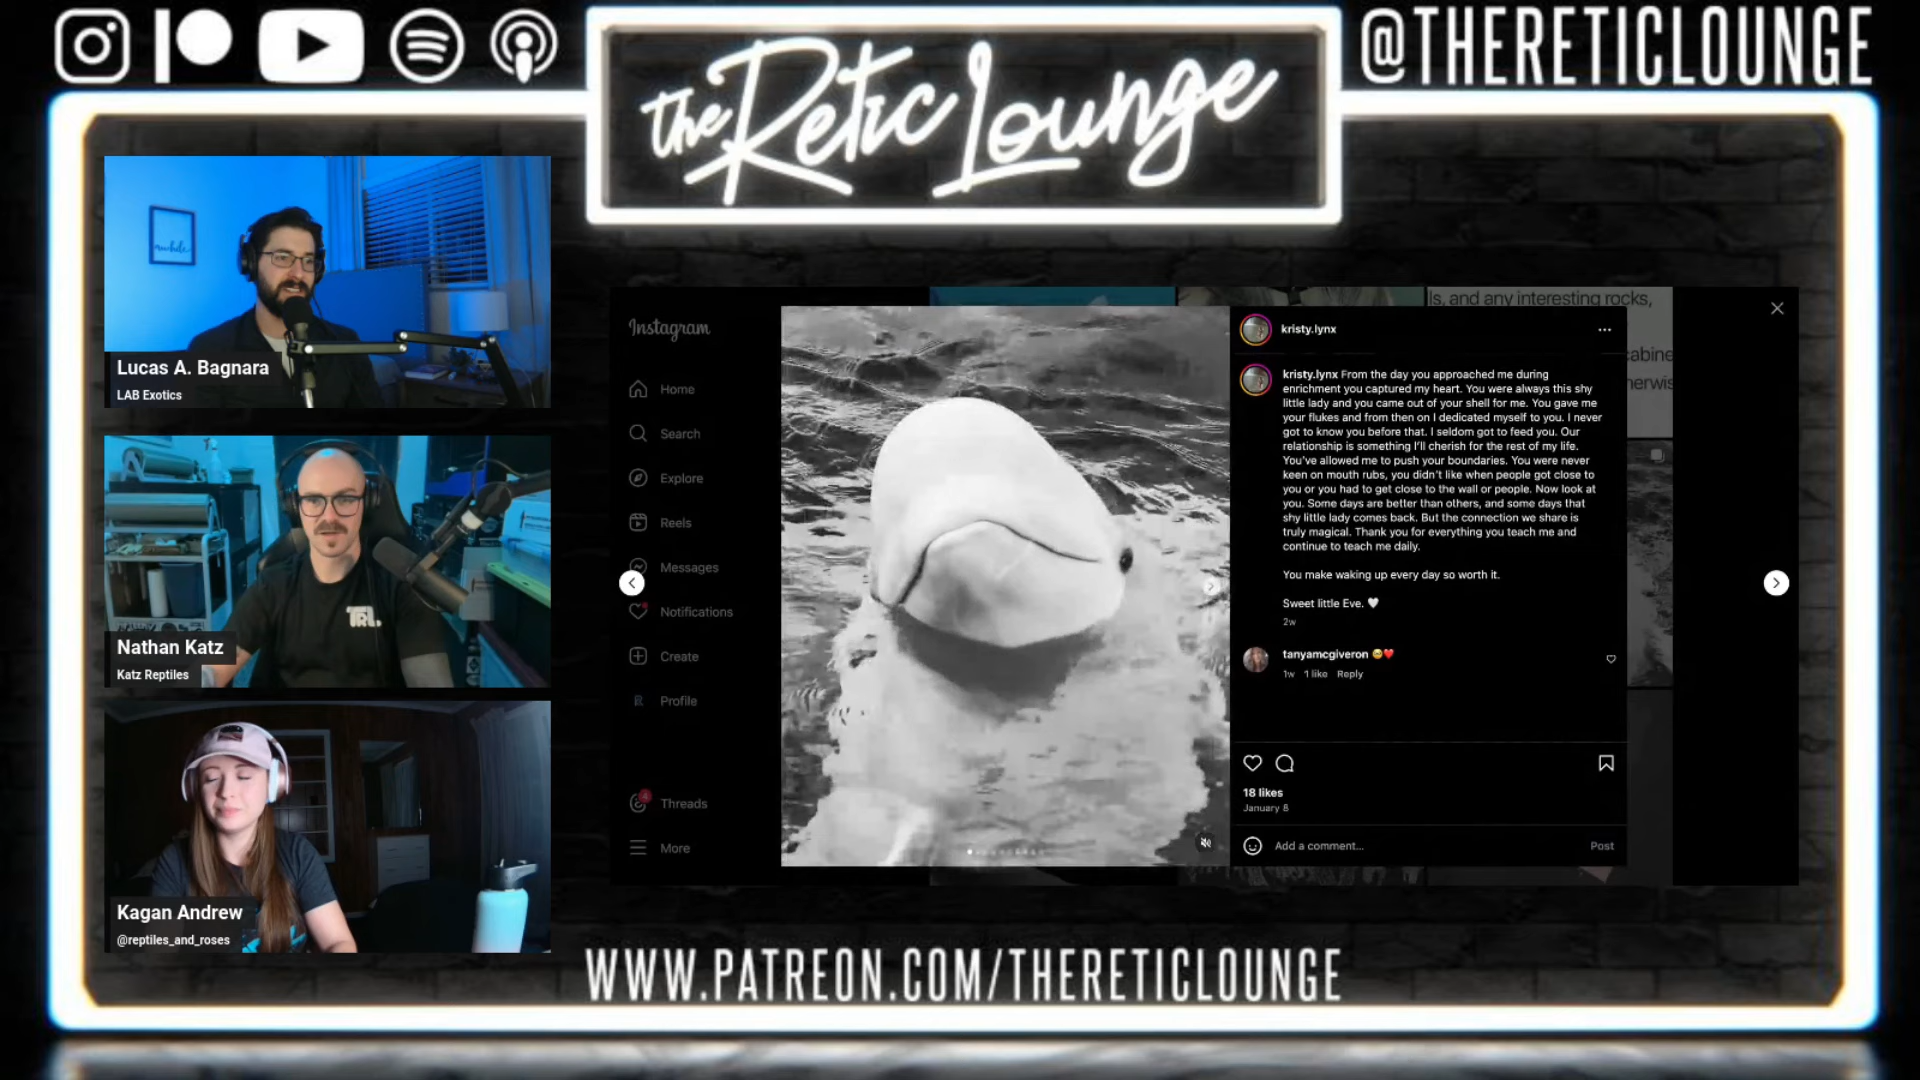 @THERETICLOUNGE
the Retic Lounge
awhile
Lucas A. Bagnara
LAB Exotics
TRL
Nathan Katz
Katz Reptiles
Kagan Andrew
@reptiles_and_roses
Instagram
Home
Search
Explore
Reels
Messages
Notifications
Create
Profile
4
Threads
More
ls, and any interesting rocks,
cabine
herwis
kristy.lynx
kristy.lynx From the day you approached me during
enrichment you captured my heart. You were always this shy
little lady and you came out of your shell for me. You gave me
your flukes and from then on I dedicated myself to you. I never
got to know you before that. I seldom got to feed you. Our
relationship is something I'll cherish for the rest of my life.
You've allowed me to push your boundaries. You were never
keen on mouth rubs, you didn't like when people got close to
you or you had to get close to the wall or people. Now look at
you. Some days are better than others, and some days that
shy little lady comes back. But the connection we share is
truly magical. Thank you for everything you teach me and
continue to teach me daily.
You make waking up every day so worth it.
Sweet little Eve. 🤍
2w
tanyamcgiveron 🥹❤️
1w 1 like Reply
18 likes
January 8
Add a comment...
Post
WWW.PATREON.COM/THERETICLOUNGE